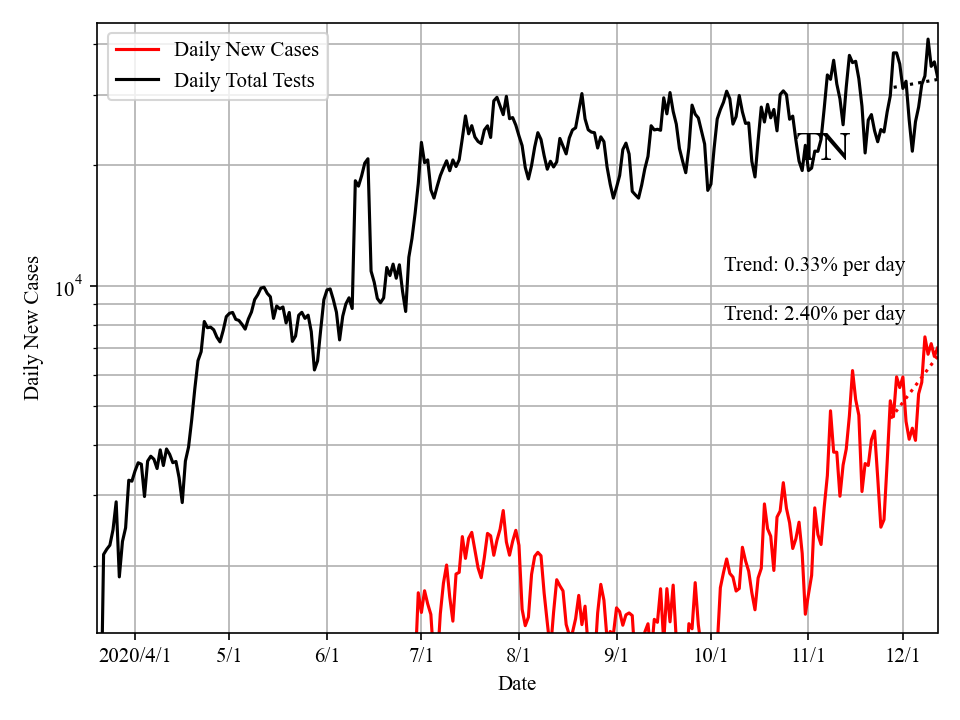 Daily New Cases
Daily Total Tests
TN
Trend: 0.33% per day
Trend: 2.40% per day
10^4
Daily New Cases
2020/4/1 5/1 6/1 7/1 8/1 9/1 10/1 11/1 12/1
Date